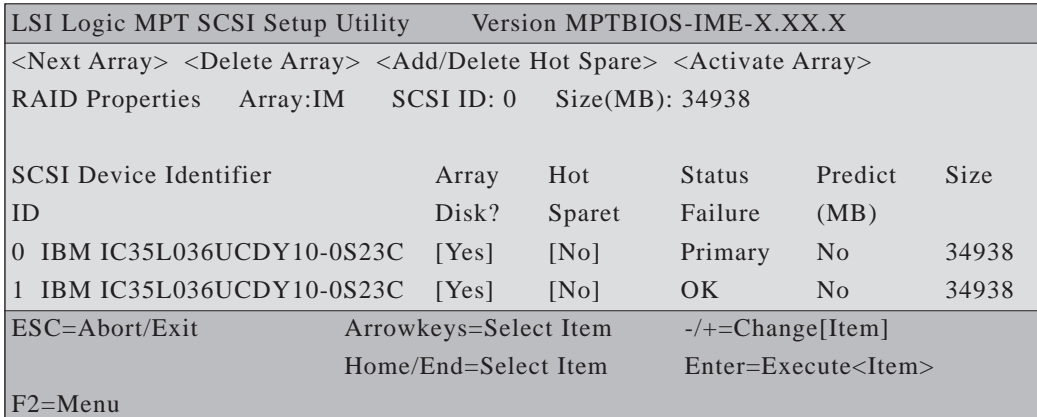 LSI Logic MPT SCSI Setup Utility Version MPTBIOS-IME-X.XX.X
<Next Array> <Delete Array> <Add/Delete Hot Spare> <Activate Array>
RAID Properties Array:IM SCSI ID: 0 Size(MB): 34938
SCSI Device Identifier Array Hot Status Predict Size
ID Disk? Sparet Failure (MB)
0 IBM IC35L036UCDY10-0S23C [Yes] [No] Primary No 34938
1 IBM IC35L036UCDY10-0S23C [Yes] [No] OK No 34938
ESC=Abort/Exit Arrowkeys=Select Item -/+=Change[Item]
Home/End=Select Item Enter=Execute<Item>
F2=Menu